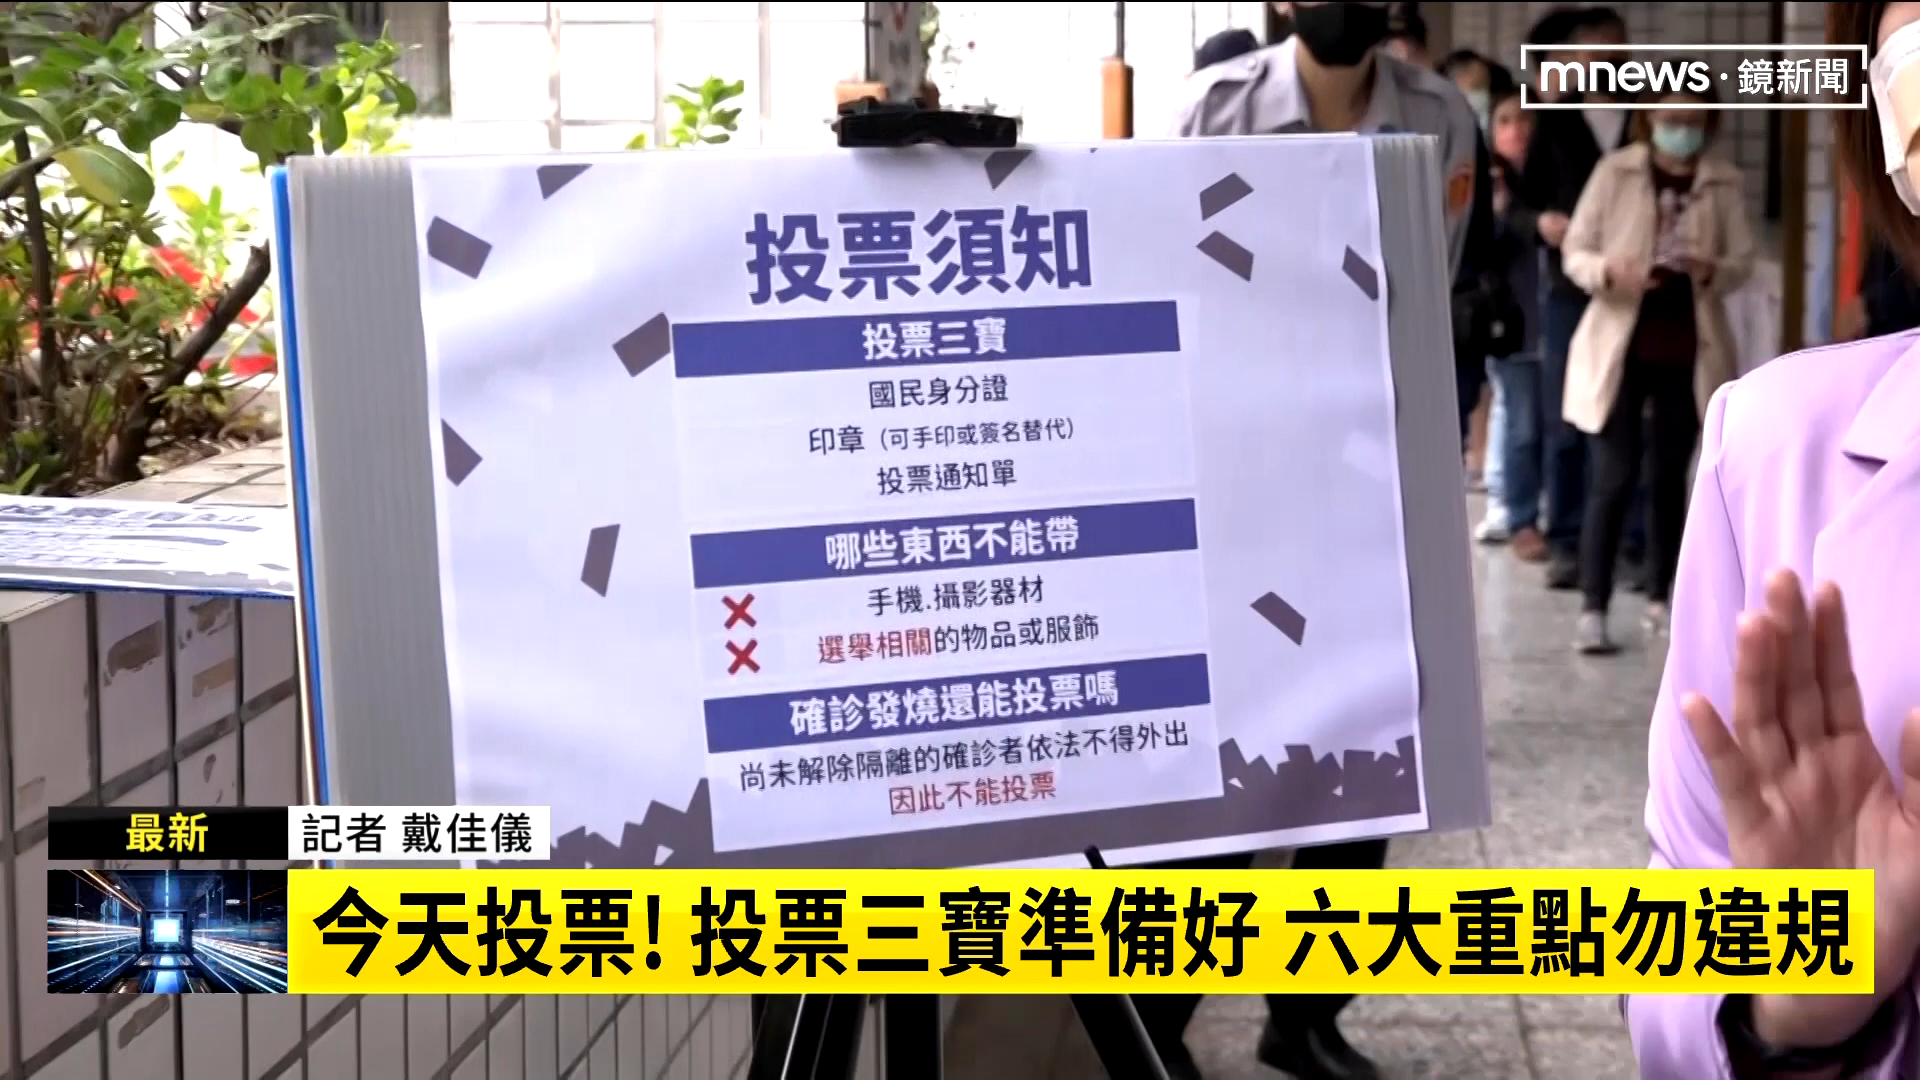 mnews·鏡新聞
投票須知
投票三寶
國民身分證
印章（可手印或簽名替代）
投票通知單
哪些東西不能帶
手機.攝影器材
選舉相關的物品或服飾
確診發燒還能投票嗎
尚未解除隔離的確診者依法不得外出
因此不能投票
最新
記者 戴佳儀
今天投票! 投票三寶準備好 六大重點勿違規